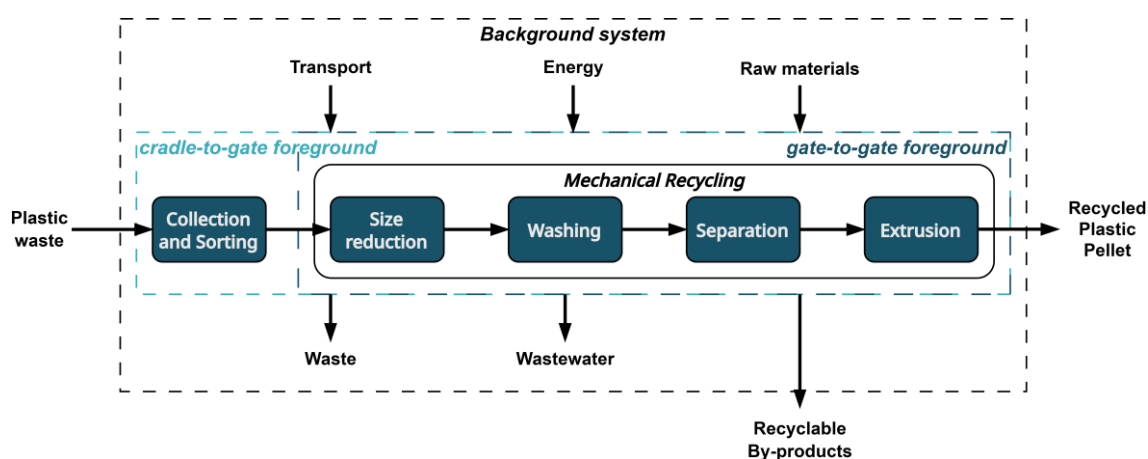 Background system
Transport
Energy
Raw materials
cradle-to-gate foreground
gate-to-gate foreground
Mechanical Recycling
Plastic
waste
Collection
and Sorting
Size
reduction
Washing
Separation
Extrusion
Recycled
Plastic
Pellet
Waste
Wastewater
Recyclable
By-products